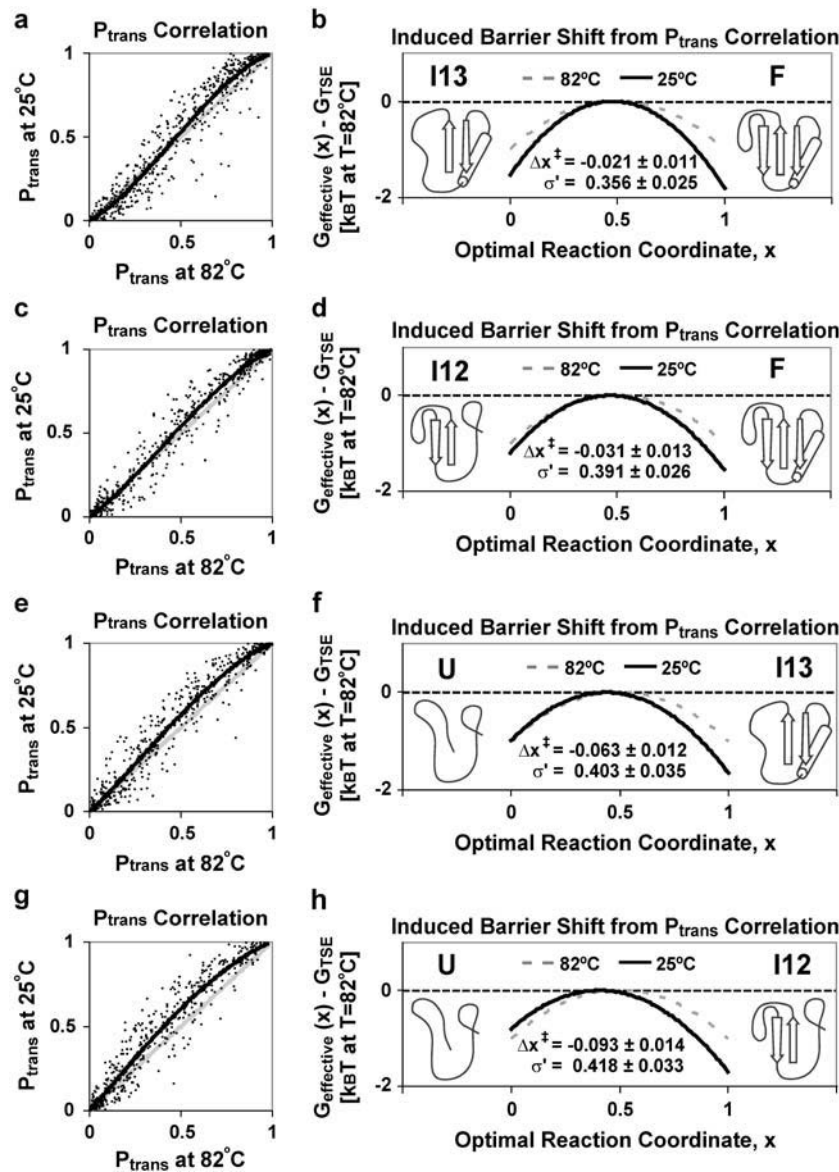 a
P_trans Correlation
P_trans at 25°C
1
0.5
0
0 0.5 1
P_trans at 82°C
b
Induced Barrier Shift from P_trans Correlation
G_effective (x) - G_TSE
[k_BT at T=82°C]
I13 82ºC 25ºC F
0
-2
Δx‡ = -0.021 ± 0.011
σ' = 0.356 ± 0.025
0 0.5 1
Optimal Reaction Coordinate, x
c
P_trans Correlation
P_trans at 25°C
1
0.5
0
0 0.5 1
P_trans at 82°C
d
Induced Barrier Shift from P_trans Correlation
G_effective (x) - G_TSE
[k_BT at T=82°C]
I12 82ºC 25ºC F
0
-2
Δx‡ = -0.031 ± 0.013
σ' = 0.391 ± 0.026
0 0.5 1
Optimal Reaction Coordinate, x
e
P_trans Correlation
P_trans at 25°C
1
0.5
0
0 0.5 1
P_trans at 82°C
f
Induced Barrier Shift from P_trans Correlation
G_effective (x) - G_TSE
[k_BT at T=82°C]
U 82ºC 25ºC I13
0
-2
Δx‡ = -0.063 ± 0.012
σ' = 0.403 ± 0.035
0 0.5 1
Optimal Reaction Coordinate, x
g
P_trans Correlation
P_trans at 25°C
1
0.5
0
0 0.5 1
P_trans at 82°C
h
Induced Barrier Shift from P_trans Correlation
G_effective (x) - G_TSE
[k_BT at T=82°C]
U 82ºC 25ºC I12
0
-2
Δx‡ = -0.093 ± 0.014
σ' = 0.418 ± 0.033
0 0.5 1
Optimal Reaction Coordinate, x